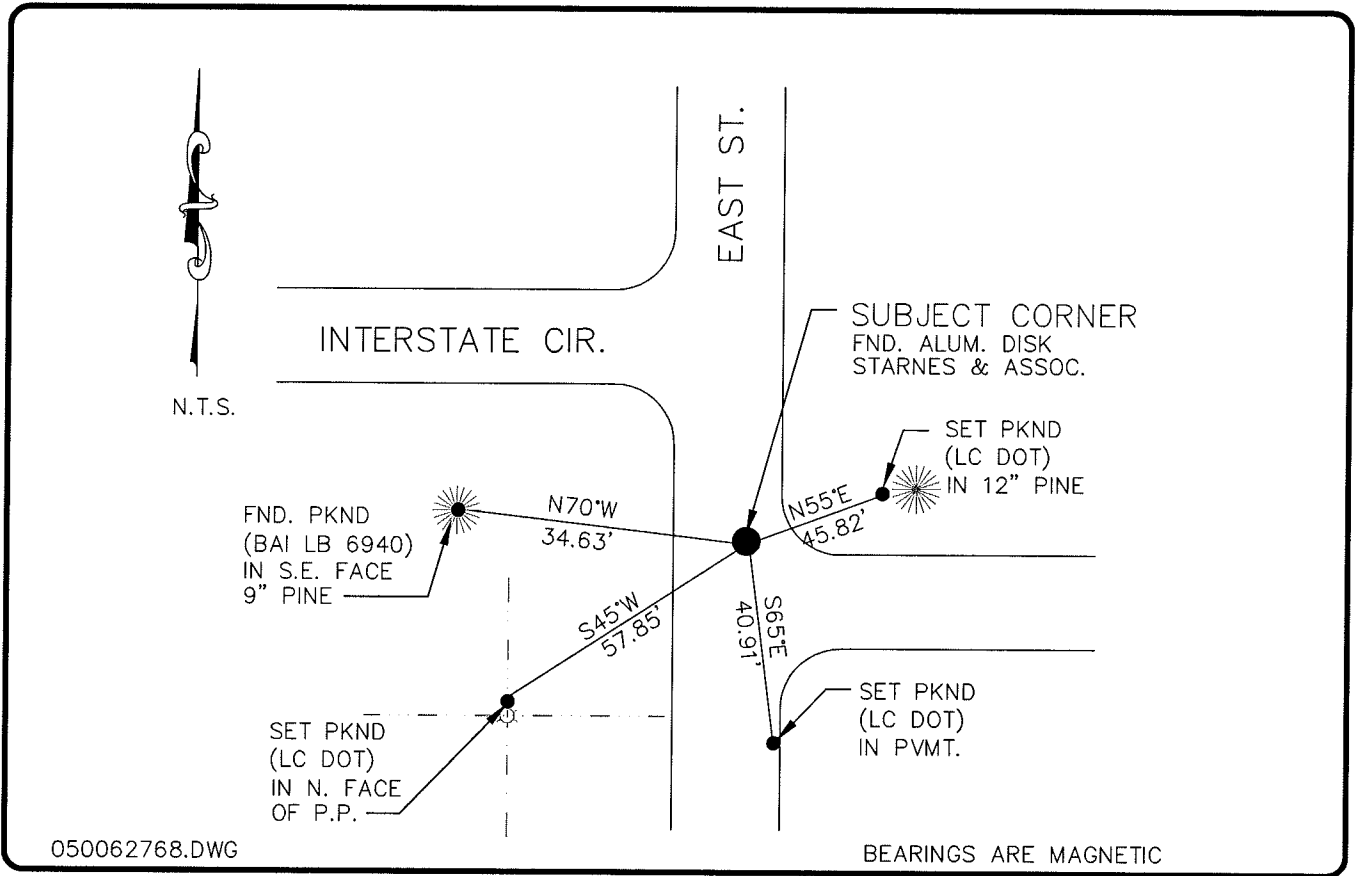 EAST ST.
INTERSTATE CIR.
N.T.S.
SUBJECT CORNER
FND. ALUM. DISK
STARNES & ASSOC.
SET PKND
(LC DOT)
IN 12" PINE
N55°E
45.82'
N70°W
34.63'
FND. PKND
(BAI LB 6940)
IN S.E. FACE
9" PINE
S45°W
57.85'
S65°E
40.91'
SET PKND
(LC DOT)
IN PVMT.
SET PKND
(LC DOT)
IN N. FACE
OF P.P.
050062768.DWG
BEARINGS ARE MAGNETIC